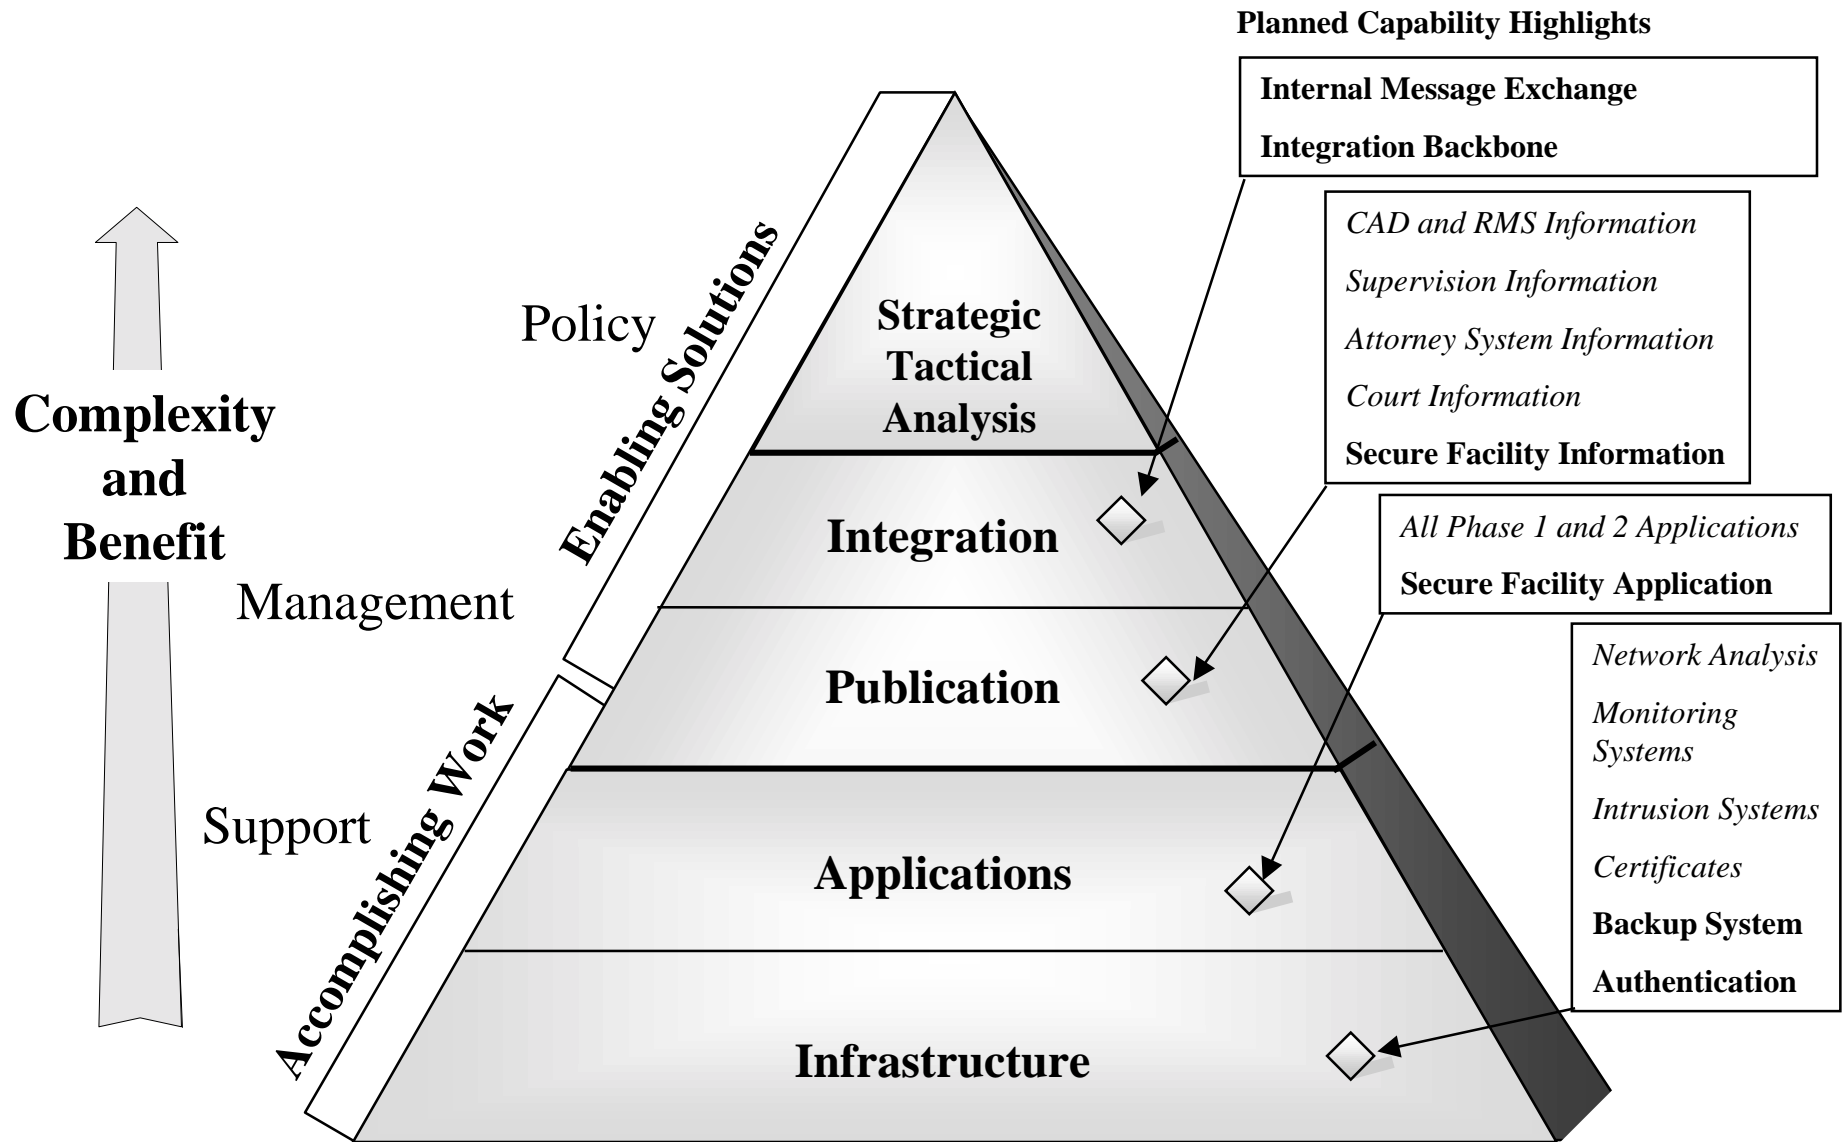 Planned Capability Highlights
Internal Message Exchange
Integration Backbone
CAD and RMS Information
Supervision Information
Attorney System Information
Court Information
Secure Facility Information
All Phase 1 and 2 Applications
Secure Facility Application
Network Analysis
Monitoring
Systems
Intrusion Systems
Certificates
Backup System
Authentication
Complexity
and
Benefit
Policy
Management
Support
Enabling Solutions
Accomplishing Work
Strategic
Tactical
Analysis
Integration
Publication
Applications
Infrastructure